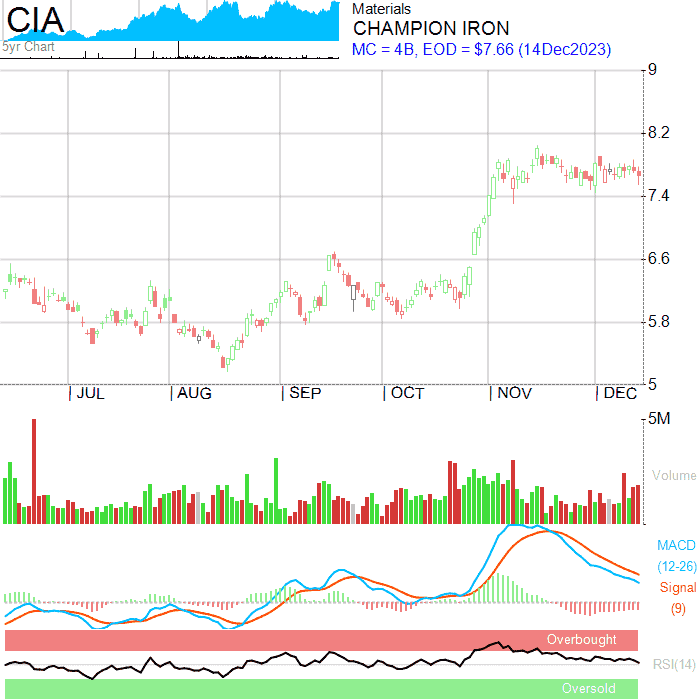 CIA
5yr Chart
Materials
CHAMPION IRON
MC = 4B, EOD = $7.66 (14Dec2023)
9
8.2
7.4
6.6
5.8
5
JUL AUG SEP OCT NOV DEC
5M
Volume
MACD
(12-26)
Signal
(9)
Overbought
RSI(14)
Oversold